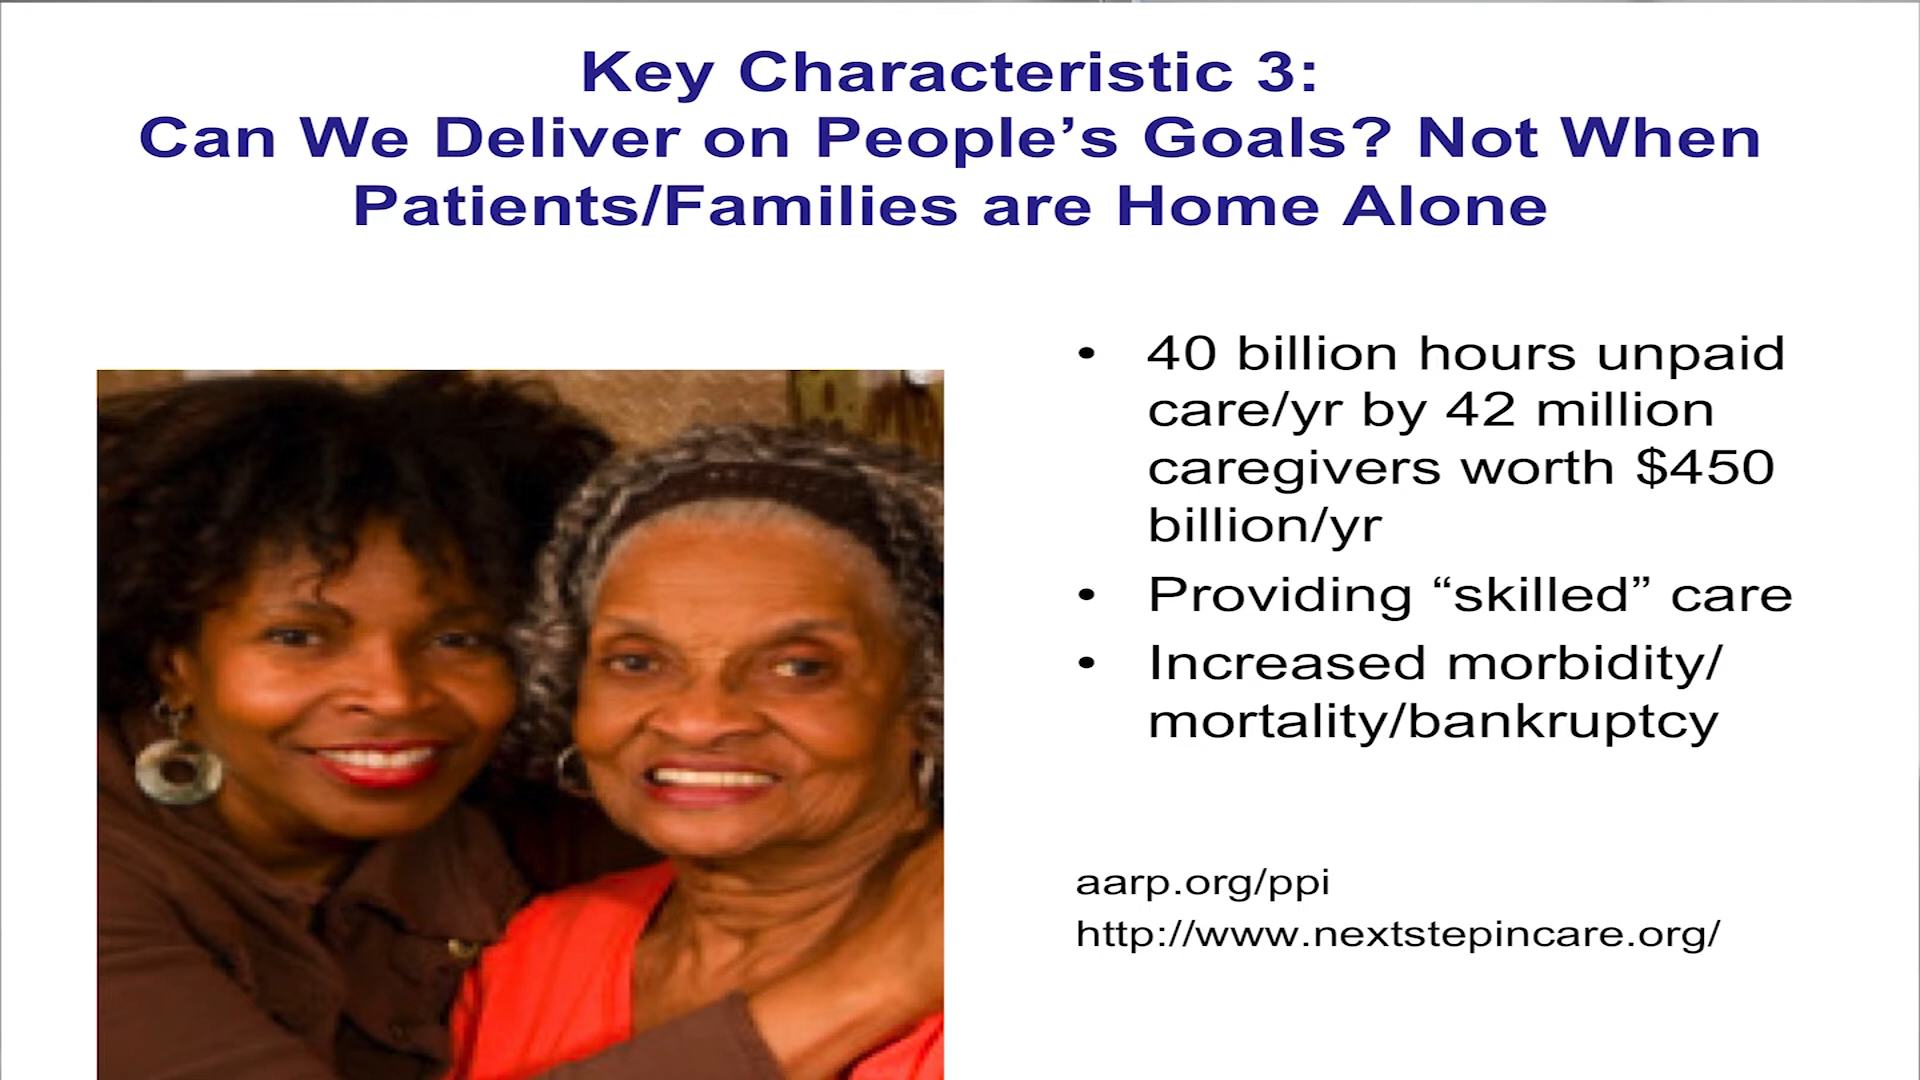 Key Characteristic 3:
Can We Deliver on People’s Goals? Not When
Patients/Families are Home Alone
• 40 billion hours unpaid
care/yr by 42 million
caregivers worth $450
billion/yr
• Providing “skilled” care
• Increased morbidity/
mortality/bankruptcy
aarp.org/ppi
http://www.nextstepincare.org/